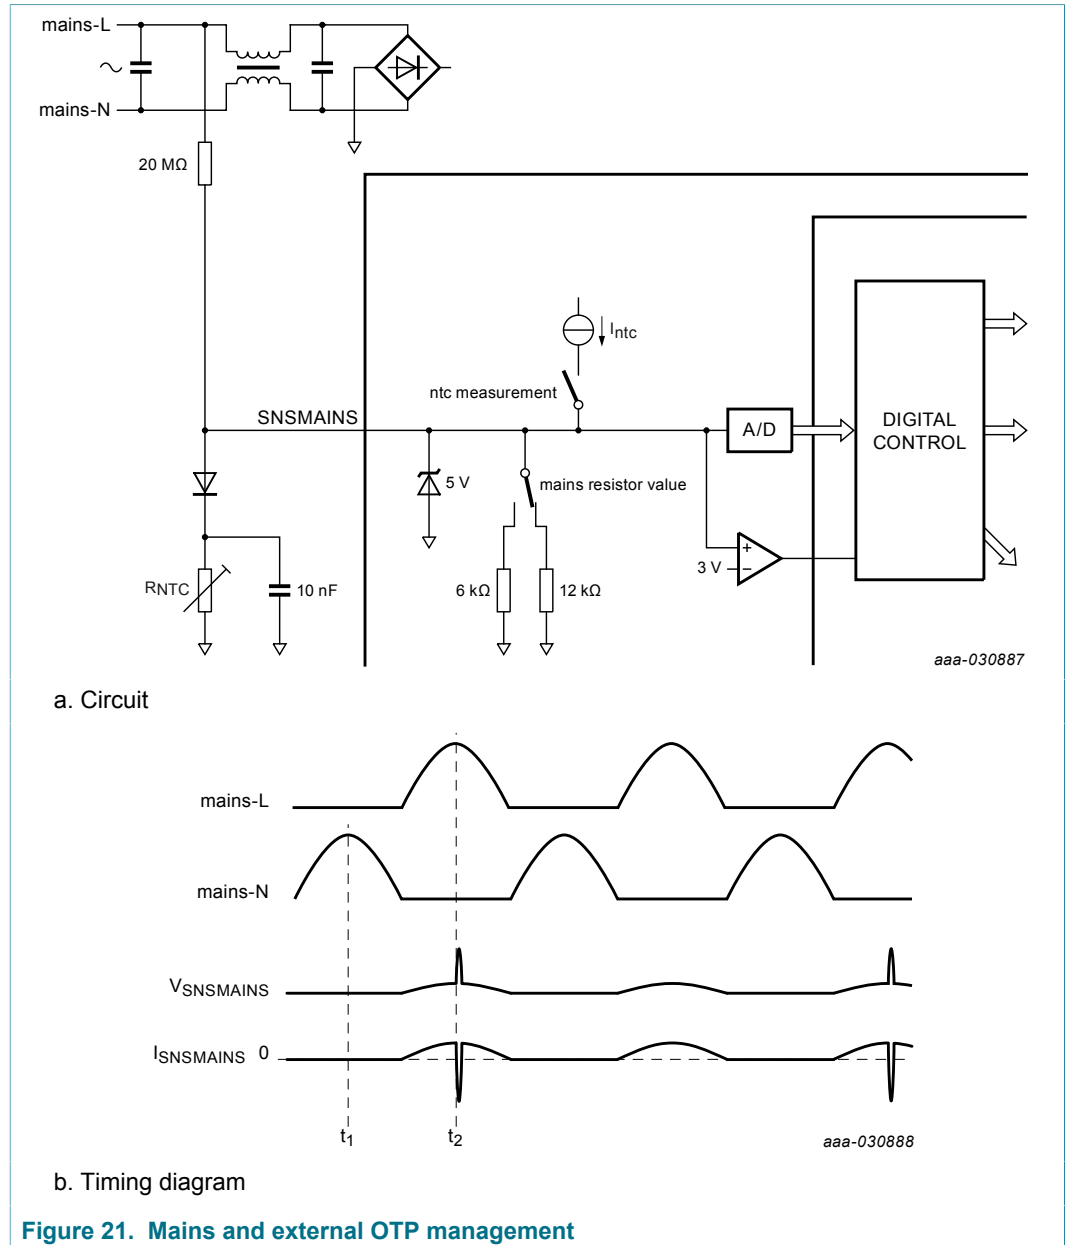 mains-L
mains-N
20 MΩ
Intc
ntc measurement
SNSMAINS
A/D
DIGITAL
CONTROL
5 V
mains resistor value
+
3 V
−
RNTC
10 nF
6 kΩ
12 kΩ
aaa-030887
a. Circuit
mains-L
mains-N
VSNSMAINS
ISNSMAINS 0
t1
t2
aaa-030888
b. Timing diagram
Figure 21. Mains and external OTP management